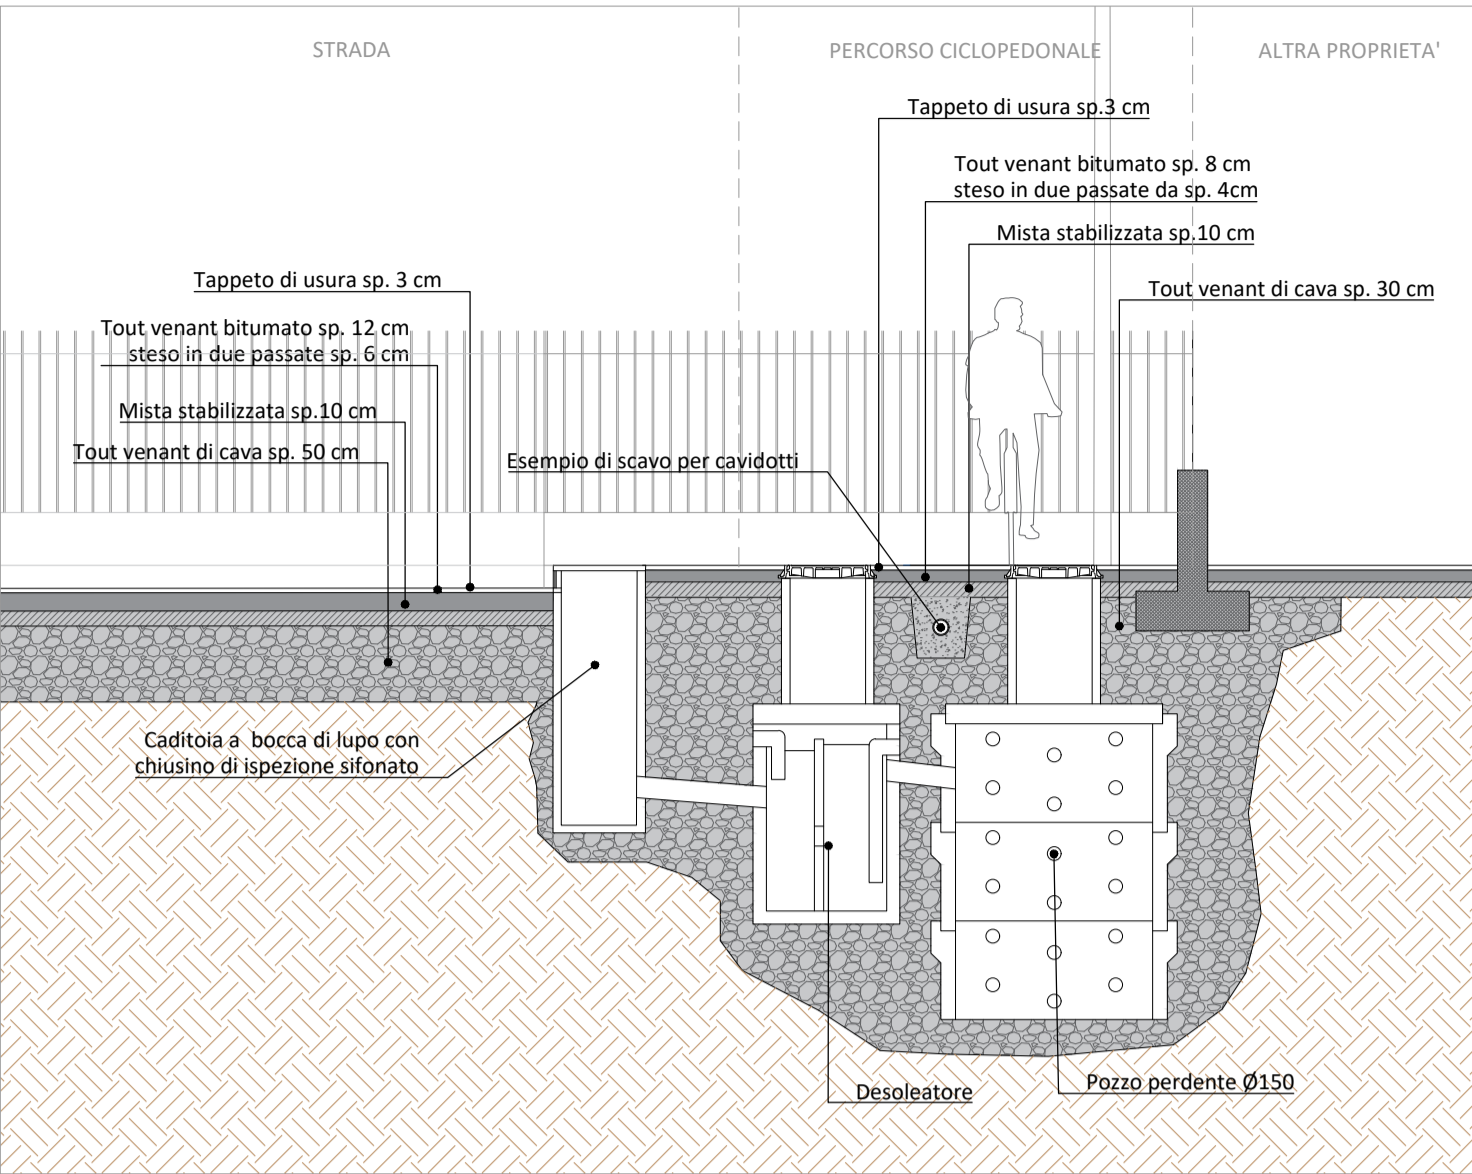 STRADA
PERCORSO CICLOPEDONALE
ALTRA PROPRIETA'
Tappeto di usura sp.3 cm
Tout venant bitumato sp. 8 cm
steso in due passate da sp. 4cm
Mista stabilizzata sp.10 cm
Tout venant di cava sp. 30 cm
Tappeto di usura sp. 3 cm
Tout venant bitumato sp. 12 cm
steso in due passate sp. 6 cm
Mista stabilizzata sp.10 cm
Tout venant di cava sp. 50 cm
Esempio di scavo per cavidotti
Caditoia a  bocca di lupo con
chiusino di ispezione sifonato
Desoleatore
Pozzo perdente Ø150